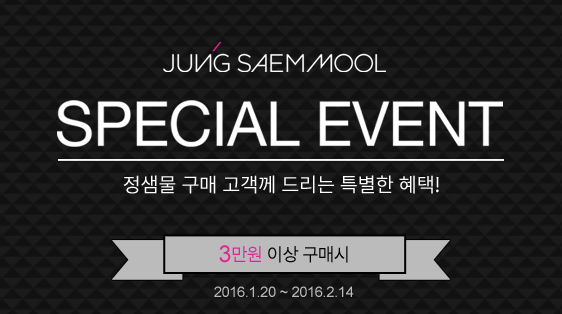 JUNG SAEMMOOL
SPECIAL EVENT
정샘물 구매 고객께 드리는 특별한 혜택!
3만원 이상 구매시
2016.1.20 ~ 2016.2.14